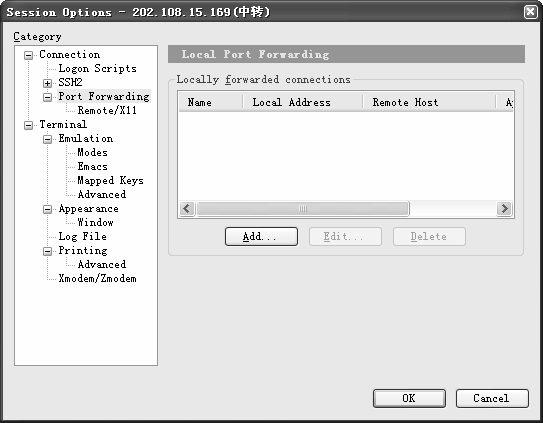 Session Options - 202.108.15.169(中转)
Category
Connection
Logon Scripts
SSH2
Port Forwarding
Remote/X11
Terminal
Emulation
Modes
Emacs
Mapped Keys
Advanced
Appearance
Window
Log File
Printing
Advanced
Xmodem/Zmodem
Local Port Forwarding
Locally forwarded connections
Name Local Address Remote Host
Add... Edit... Delete
OK Cancel